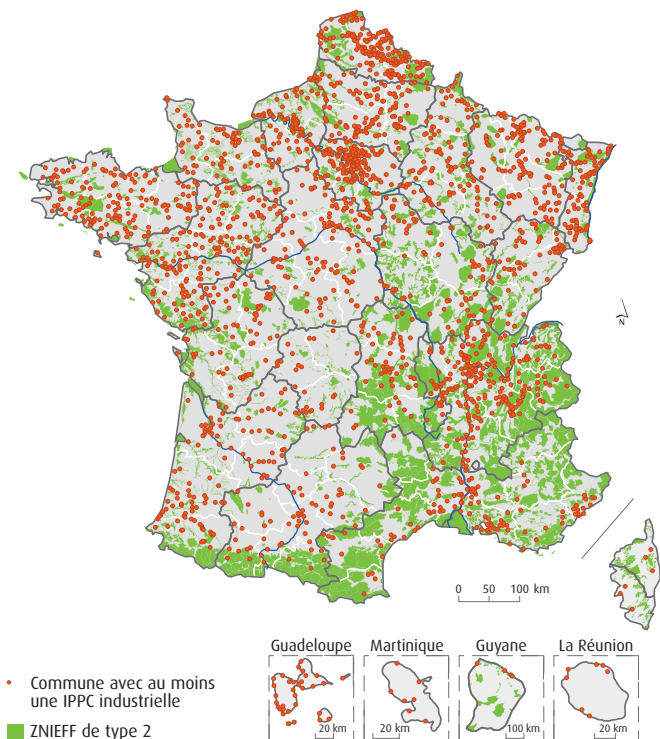 N
0 50 100 km
Guadeloupe Martinique Guyane La Réunion
20 km 20 km 100 km 20 km
Commune avec au moins
une IPPC industrielle
ZNIEFF de type 2